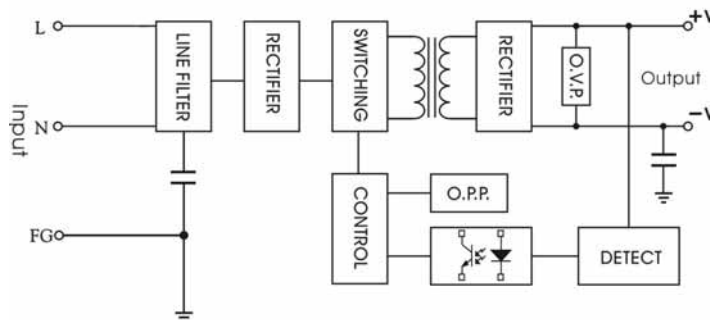 L
N
FG
Input
LINE FILTER
RECTIFIER
SWITCHING
RECTIFIER
O.V.P.
+V
Output
-V
CONTROL
O.P.P.
DETECT